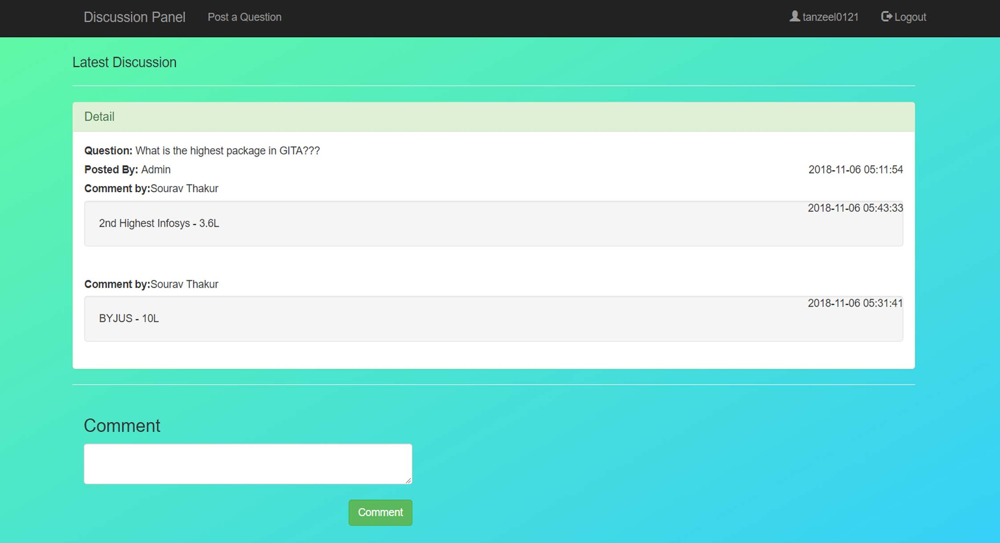 Discussion Panel Post a Question tanzeel0121 Logout
Latest Discussion
Detail
Question: What is the highest package in GITA???
Posted By: Admin 2018-11-06 05:11:54
Comment by:Sourav Thakur
2018-11-06 05:43:33
2nd Highest Infosys - 3.6L
Comment by:Sourav Thakur
2018-11-06 05:31:41
BYJUS - 10L
Comment
Comment